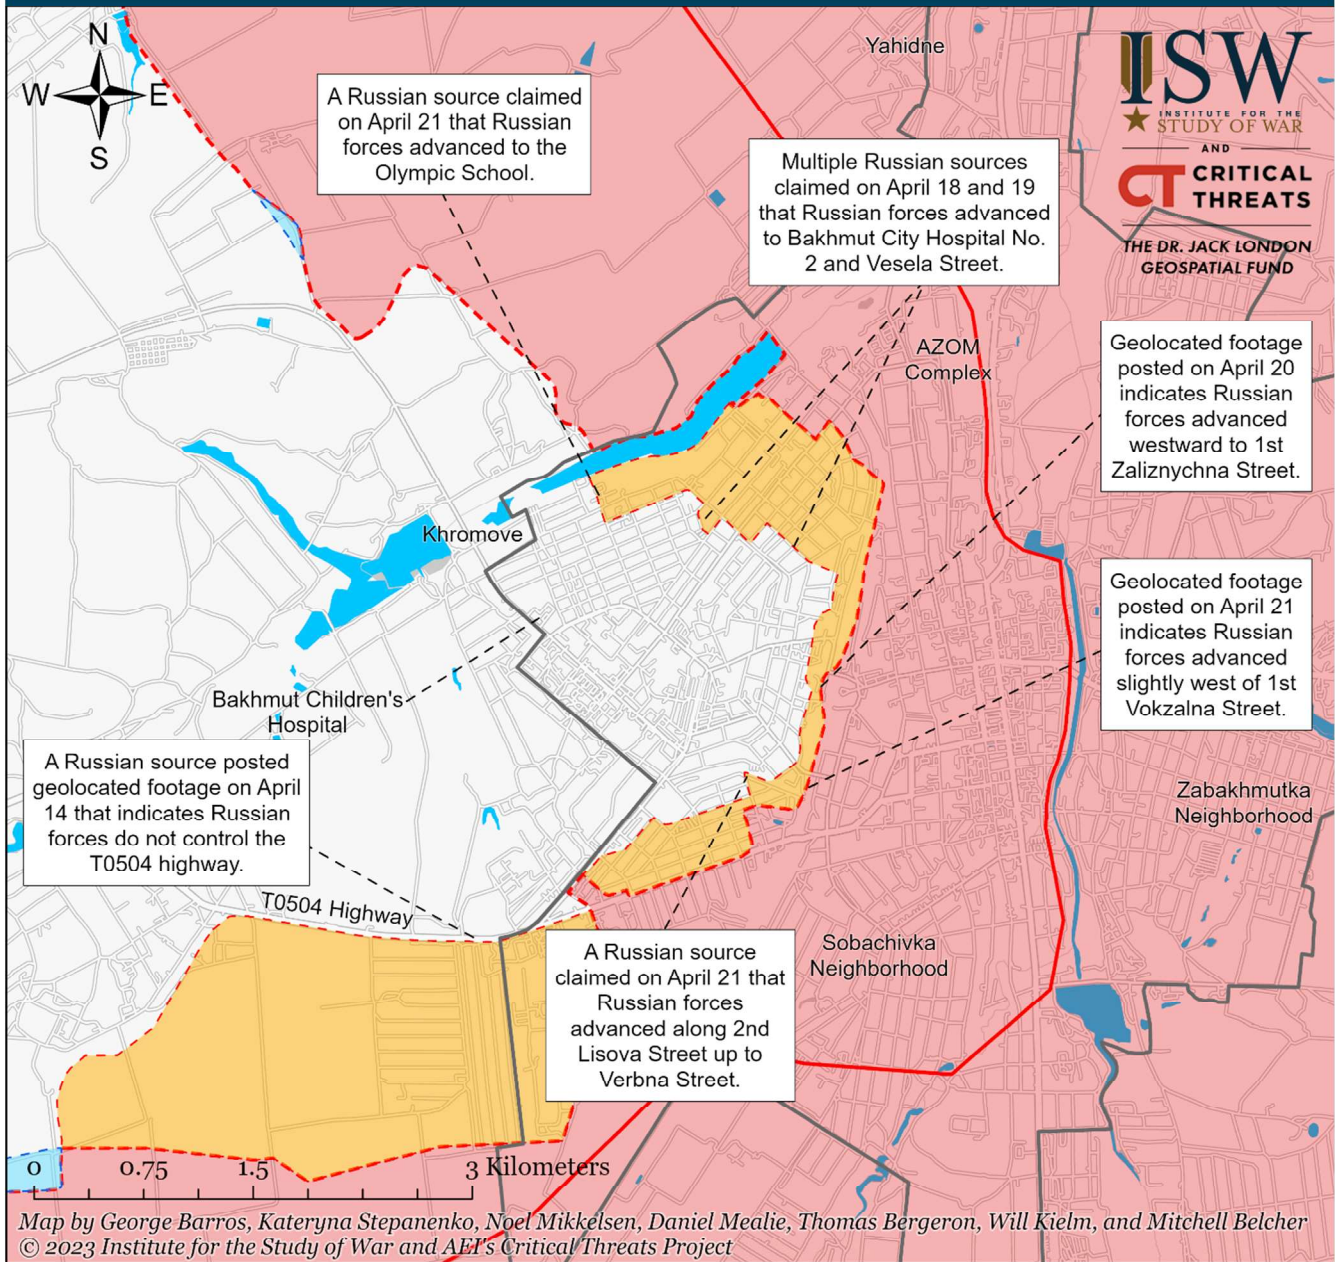 N
W
E
S
Yahidne
ISW
INSTITUTE FOR THE
STUDY OF WAR
AND
CT CRITICAL
THREATS
THE DR. JACK LONDON
GEOSPATIAL FUND
A Russian source claimed
on April 21 that Russian
forces advanced to the
Olympic School.
Multiple Russian sources
claimed on April 18 and 19
that Russian forces advanced
to Bakhmut City Hospital No.
2 and Vesela Street.
AZOM
Complex
Geolocated footage
posted on April 20
indicates Russian
forces advanced
westward to 1st
Zaliznychna Street.
Khromove
Geolocated footage
posted on April 21
indicates Russian
forces advanced
slightly west of 1st
Vokzalna Street.
Bakhmut Children's
Hospital
A Russian source posted
geolocated footage on April
14 that indicates Russian
forces do not control the
T0504 highway.
Zabakhmutka
Neighborhood
T0504 Highway
A Russian source
claimed on April 21 that
Russian forces
advanced along 2nd
Lisova Street up to
Verbna Street.
Sobachivka
Neighborhood
0 0.75 1.5 3 Kilometers
Map by George Barros, Kateryna Stepanenko, Noel Mikkelsen, Daniel Mealie, Thomas Bergeron, Will Kielm, and Mitchell Belcher
© 2023 Institute for the Study of War and AEI's Critical Threats Project